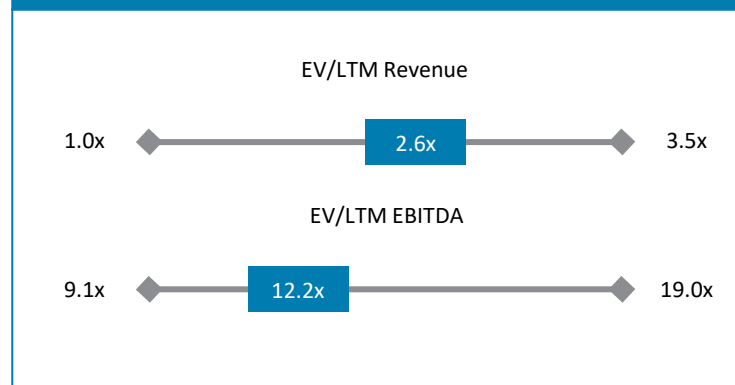 EV/LTM Revenue
1.0x 2.6x 3.5x
EV/LTM EBITDA
9.1x 12.2x 19.0x